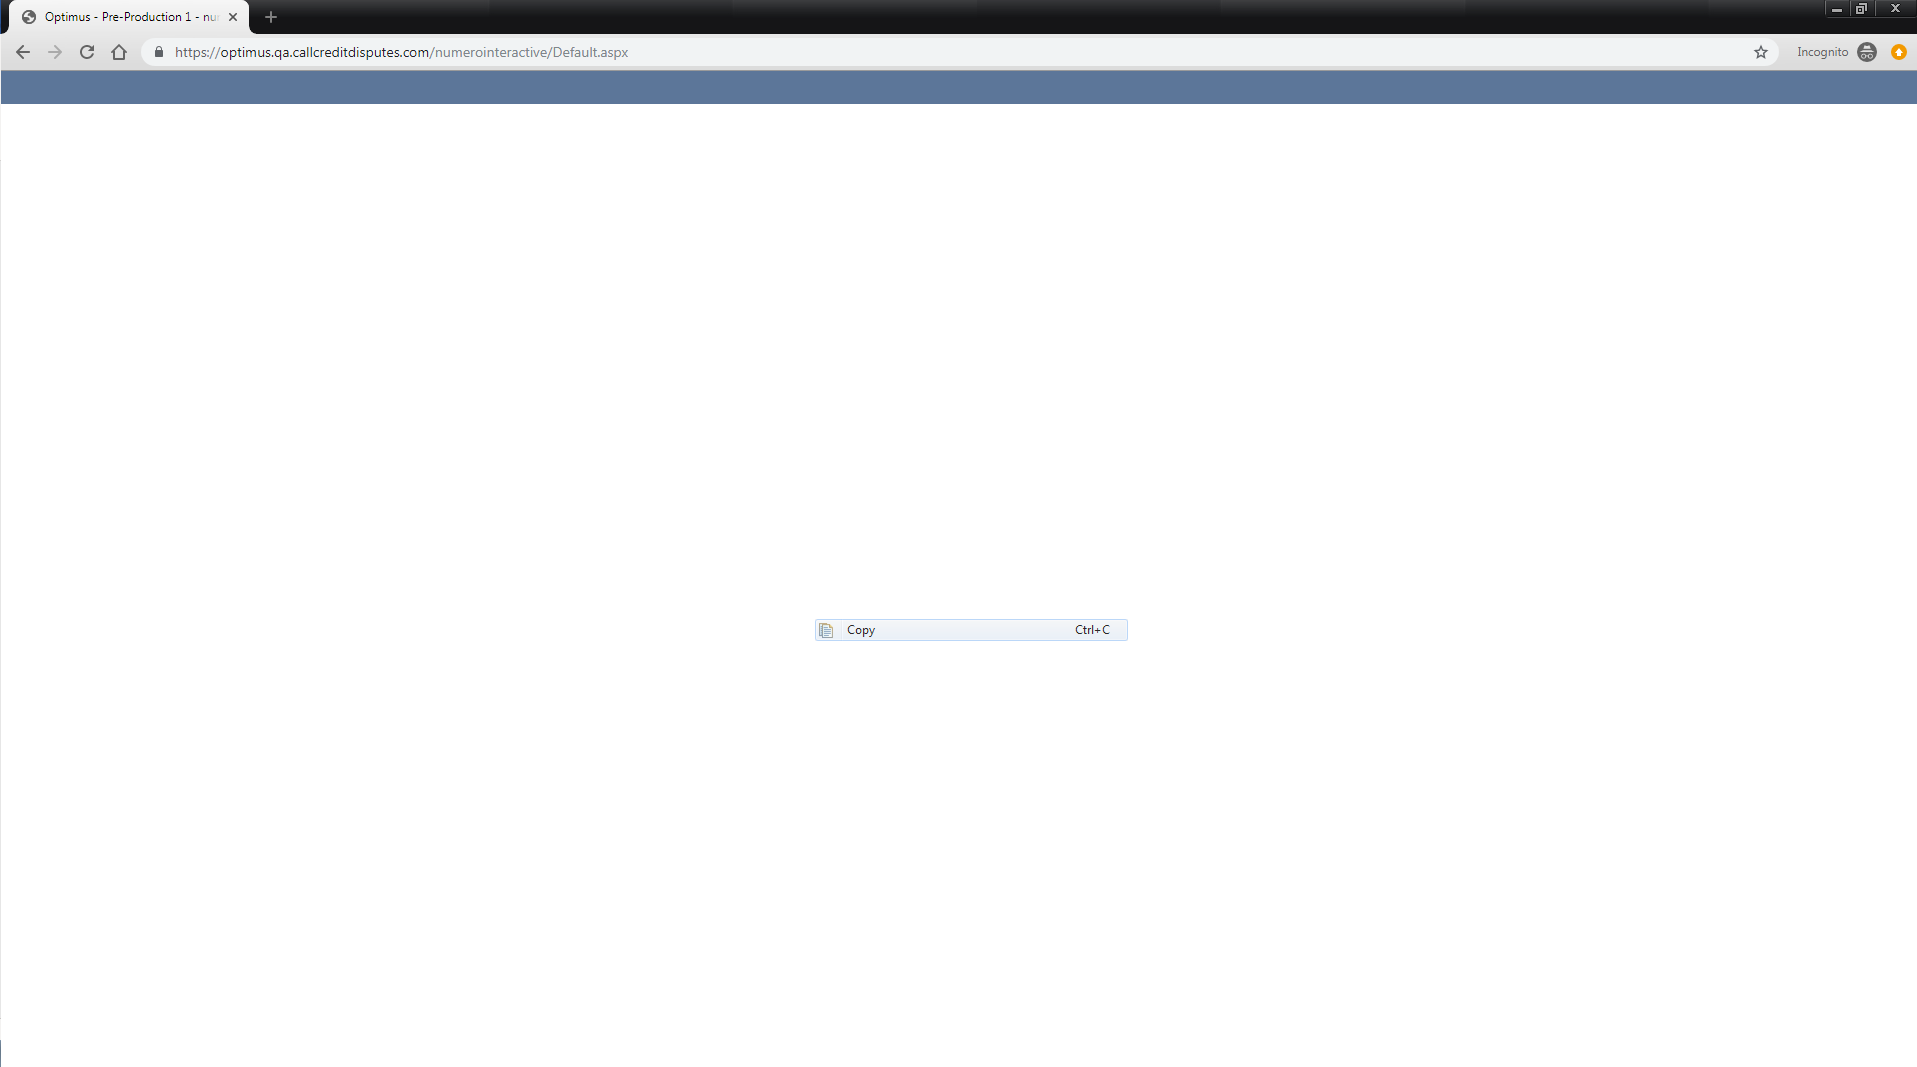 Optimus - Pre-Production 1 - nu
https://optimus.qa.callcreditdisputes.com/numerointeractive/Default.aspx
Incognito
Copy Ctrl+C